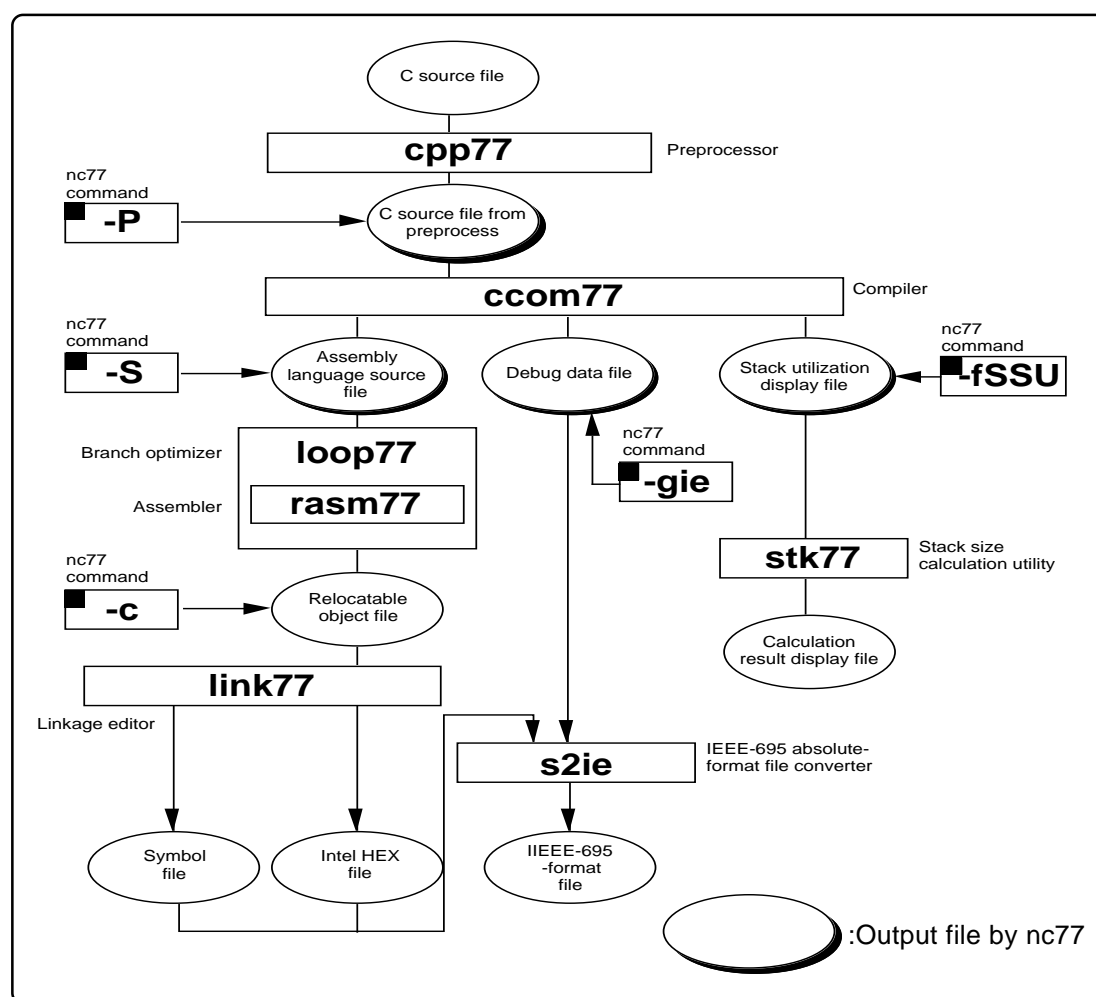 C source file
cpp77
Preprocessor
nc77
command
-P
C source file from
preprocess
ccom77
Compiler
nc77
command
-S
Assembly
language source
file
Debug data file
Stack utilization
display file
nc77
command
-fSSU
Branch optimizer
loop77
nc77
command
-gie
Assembler
rasm77
stk77
Stack size
calculation utility
nc77
command
-c
Relocatable
object file
Calculation
result display file
link77
Linkage editor
s2ie
IEEE-695 absolute-
format file converter
Symbol
file
Intel HEX
file
IIEEE-695
-format
file
:Output file by nc77